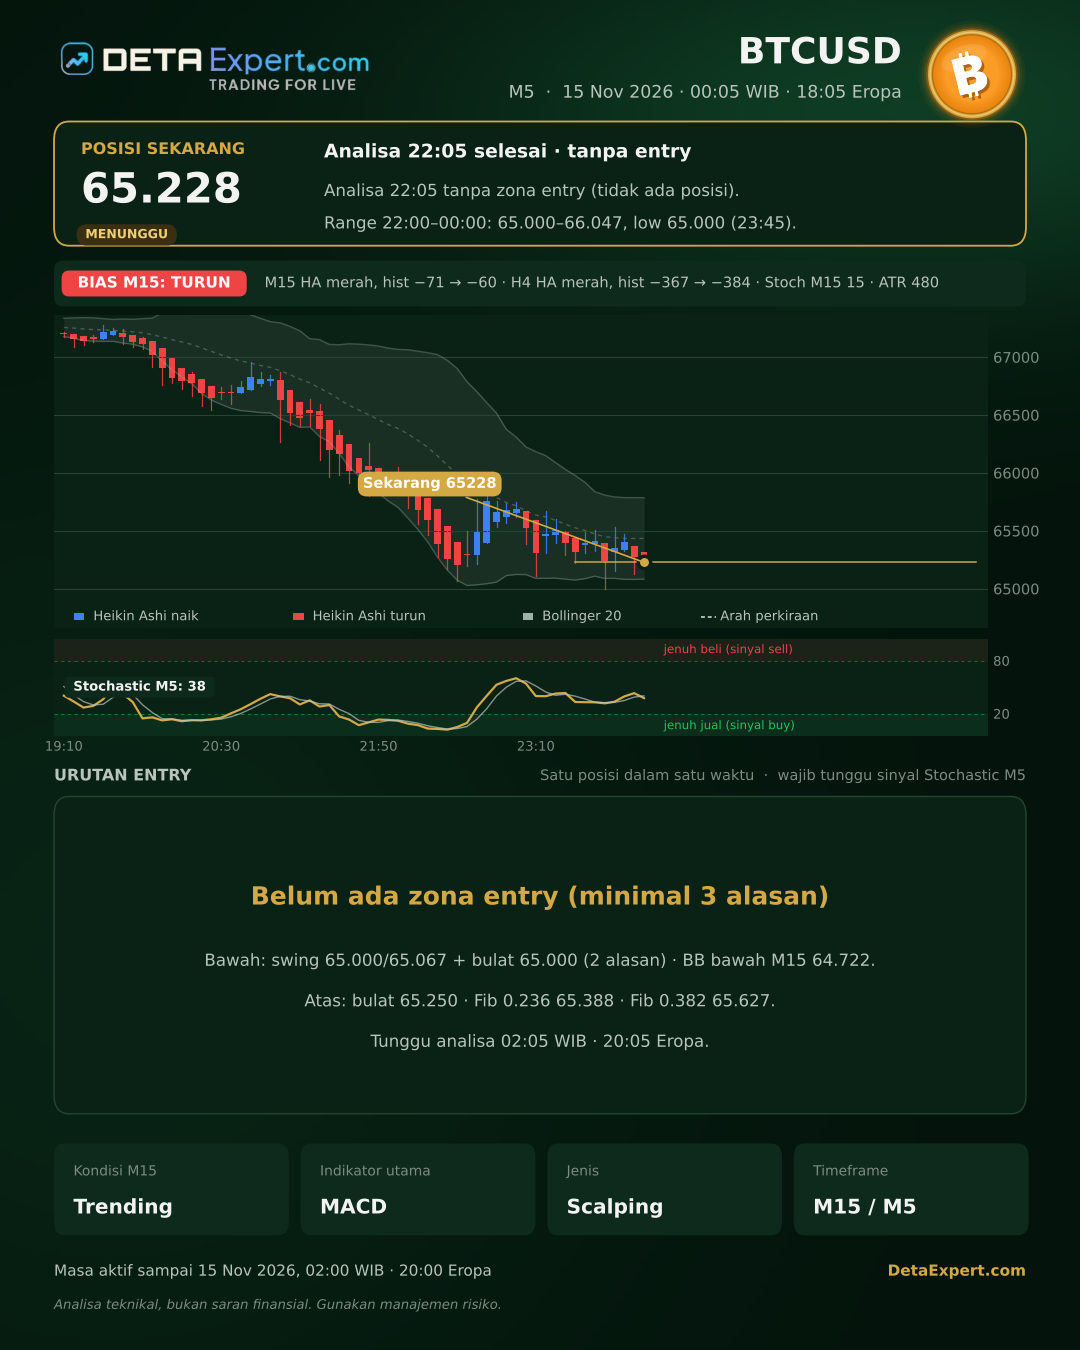 DETA Expert.com
TRADING FOR LIVE
BTCUSD
M5 · 15 Nov 2026 · 00:05 WIB · 18:05 Eropa
POSISI SEKARANG
65.228
MENUNGGU
Analisa 22:05 selesai · tanpa entry
Analisa 22:05 tanpa zona entry (tidak ada posisi).
Range 22:00–00:00: 65.000–66.047, low 65.000 (23:45).
BIAS M15: TURUN
M15 HA merah, hist −71 → −60 · H4 HA merah, hist −367 → −384 · Stoch M15 15 · ATR 480
67000
66500
66000
65500
65000
Sekarang 65228
Heikin Ashi naik
Heikin Ashi turun
Bollinger 20
Arah perkiraan
jenuh beli (sinyal sell)
80
Stochastic M5: 38
20
jenuh jual (sinyal buy)
19:10
20:30
21:50
23:10
URUTAN ENTRY
Satu posisi dalam satu waktu · wajib tunggu sinyal Stochastic M5
Belum ada zona entry (minimal 3 alasan)
Bawah: swing 65.000/65.067 + bulat 65.000 (2 alasan) · BB bawah M15 64.722.
Atas: bulat 65.250 · Fib 0.236 65.388 · Fib 0.382 65.627.
Tunggu analisa 02:05 WIB · 20:05 Eropa.
Kondisi M15
Trending
Indikator utama
MACD
Jenis
Scalping
Timeframe
M15 / M5
Masa aktif sampai 15 Nov 2026, 02:00 WIB · 20:00 Eropa
DetaExpert.com
Analisa teknikal, bukan saran finansial. Gunakan manajemen risiko.